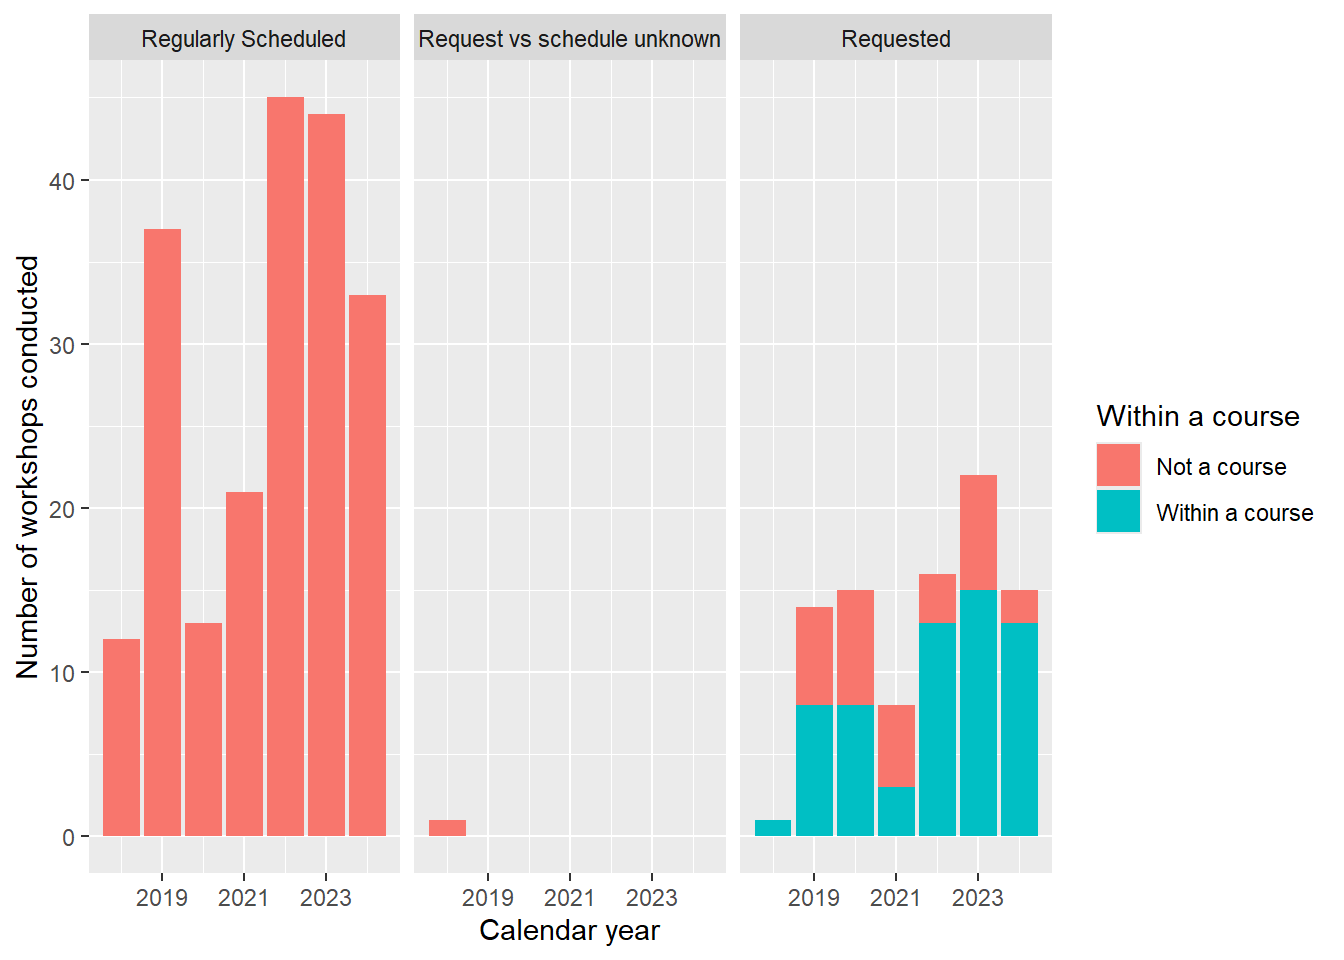 Regularly Scheduled
Request vs schedule unknown
Requested
Number of workshops conducted
40
30
20
10
0
2019 2021 2023
2019 2021 2023
2019 2021 2023
Calendar year
Within a course
Not a course
Within a course